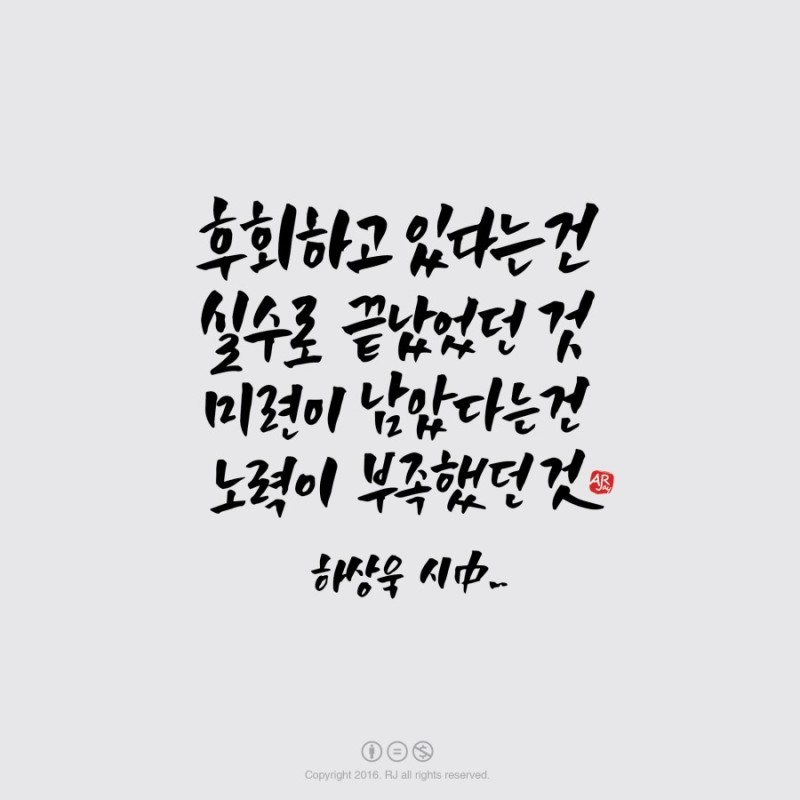 후회하고 있다는건
실수로 끝났었던 것
미련이 남았다는건
노력이 부족했던 것
하상욱 시中..
Copyright 2016. RJ all rights reserved.